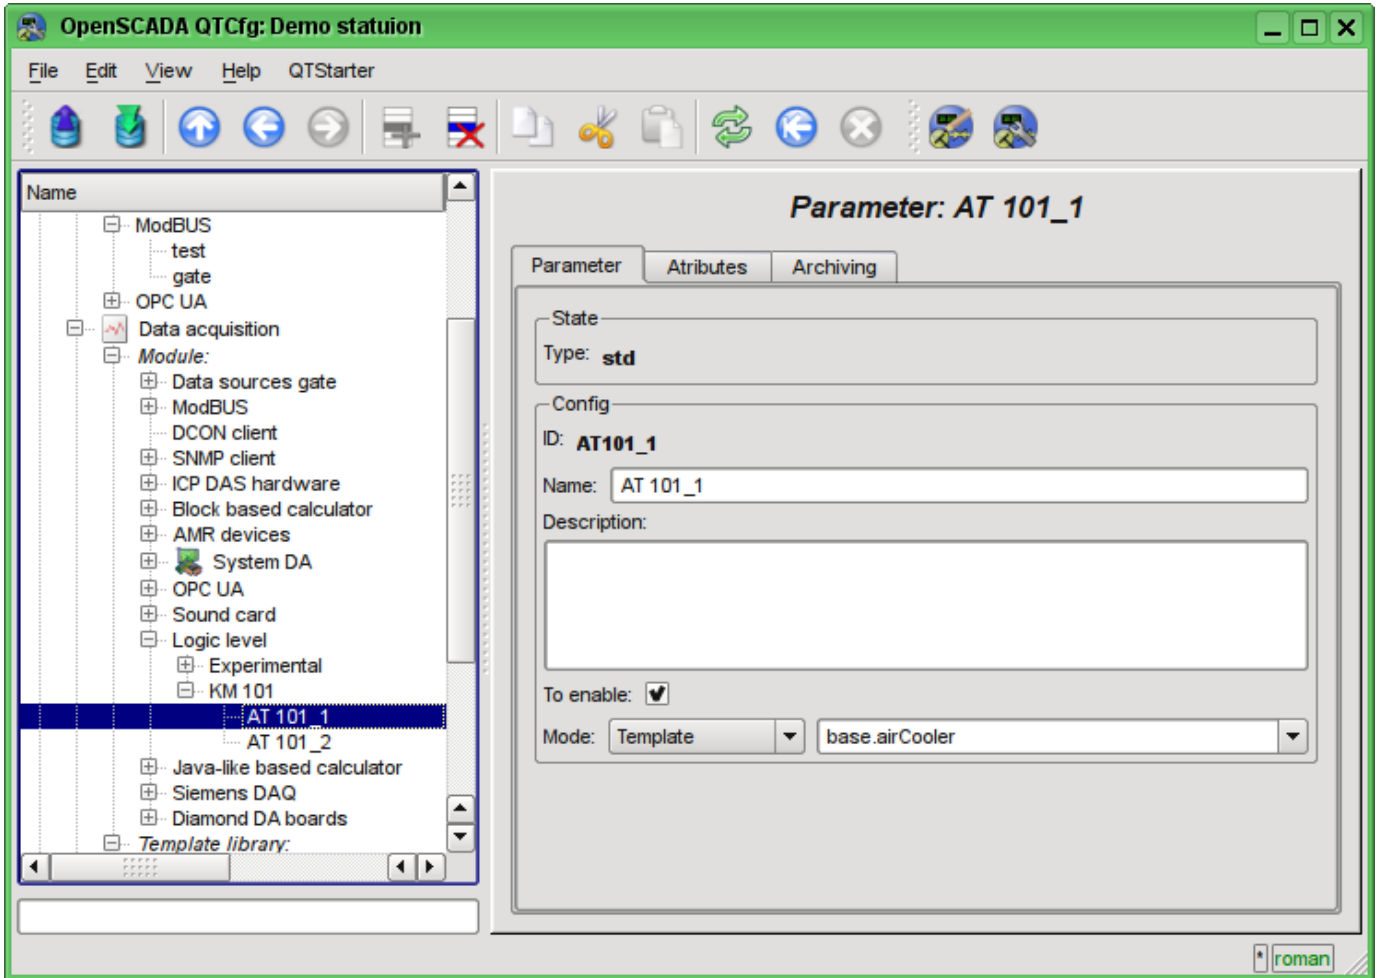 OpenSCADA QTCfg: Demo statuion
File Edit View Help QTStarter
Name
ModBUS
test
gate
OPC UA
Data acquisition
Module:
Data sources gate
ModBUS
DCON client
SNMP client
ICP DAS hardware
Block based calculator
AMR devices
System DA
OPC UA
Sound card
Logic level
Experimental
KM 101
AT 101_1
AT 101_2
Java-like based calculator
Siemens DAQ
Diamond DA boards
Template library:
Parameter: AT 101_1
Parameter Atributes Archiving
State
Type: std
Config
ID: AT101_1
Name: AT 101_1
Description:
To enable:
Mode: Template base.airCooler
* roman